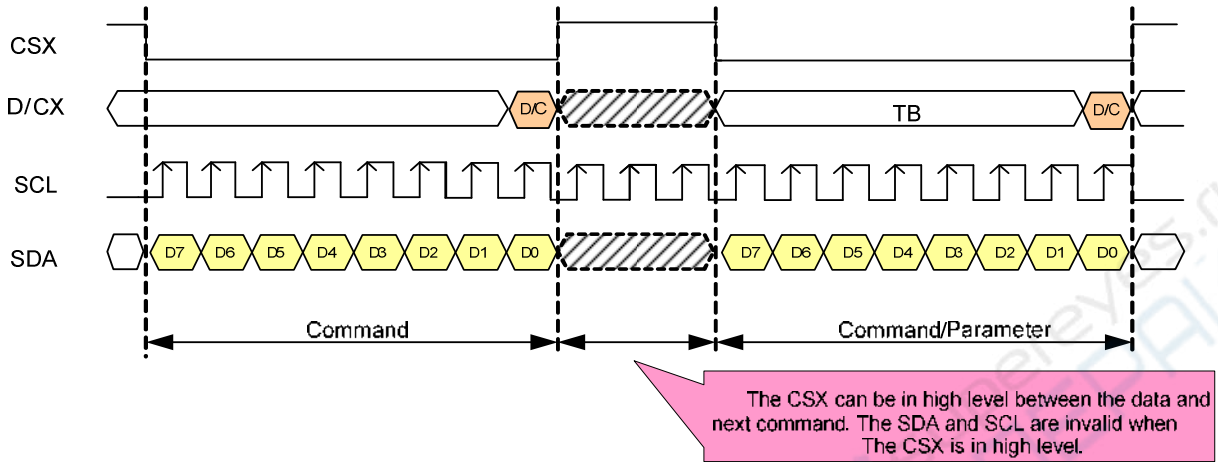 CSX
D/CX
D/C
TB
D/C
SCL
SDA
D7 D6 D5 D4 D3 D2 D1 D0
D7 D6 D5 D4 D3 D2 D1 D0
Command
Command/Parameter
The CSX can be in high level between the data and
next command. The SDA and SCL are invalid when
The CSX is in high level.